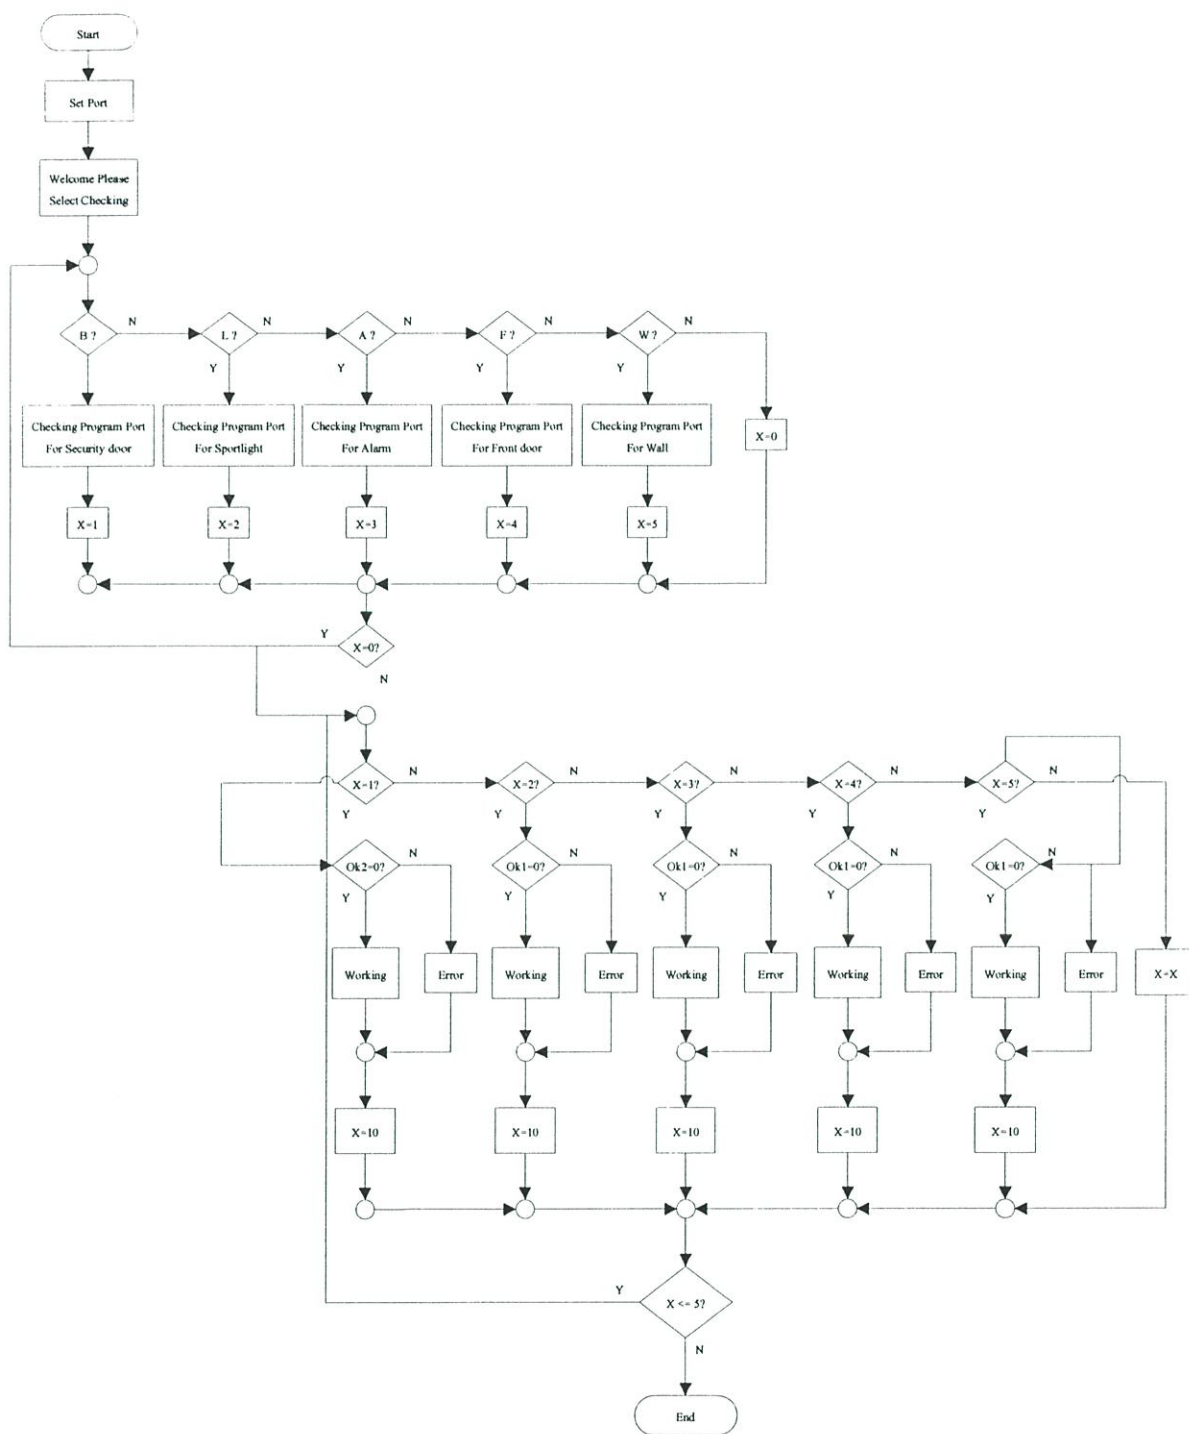 Start
Set Port
Welcome Please
Select Checking
B ?
N
L ?
N
A ?
N
F ?
N
W ?
N
Y
Y
Y
Y
Checking Program Port
For Security door
Checking Program Port
For Sportlight
Checking Program Port
For Alarm
Checking Program Port
For Front door
Checking Program Port
For Wall
X=0
X=1
X=2
X=3
X=4
X=5
Y
X=0?
N
X=1?
N
X=2?
N
X=3?
N
X=4?
N
X=5?
N
Y
Y
Y
Y
Y
Ok2=0?
N
Ok1=0?
N
Ok1=0?
N
Ok1=0?
N
Ok1=0?
N
Y
Y
Y
Y
Y
Working
Error
Working
Error
Working
Error
Working
Error
Working
Error
X=X
X=10
X=10
X=10
X=10
X=10
Y
X <= 5?
N
End